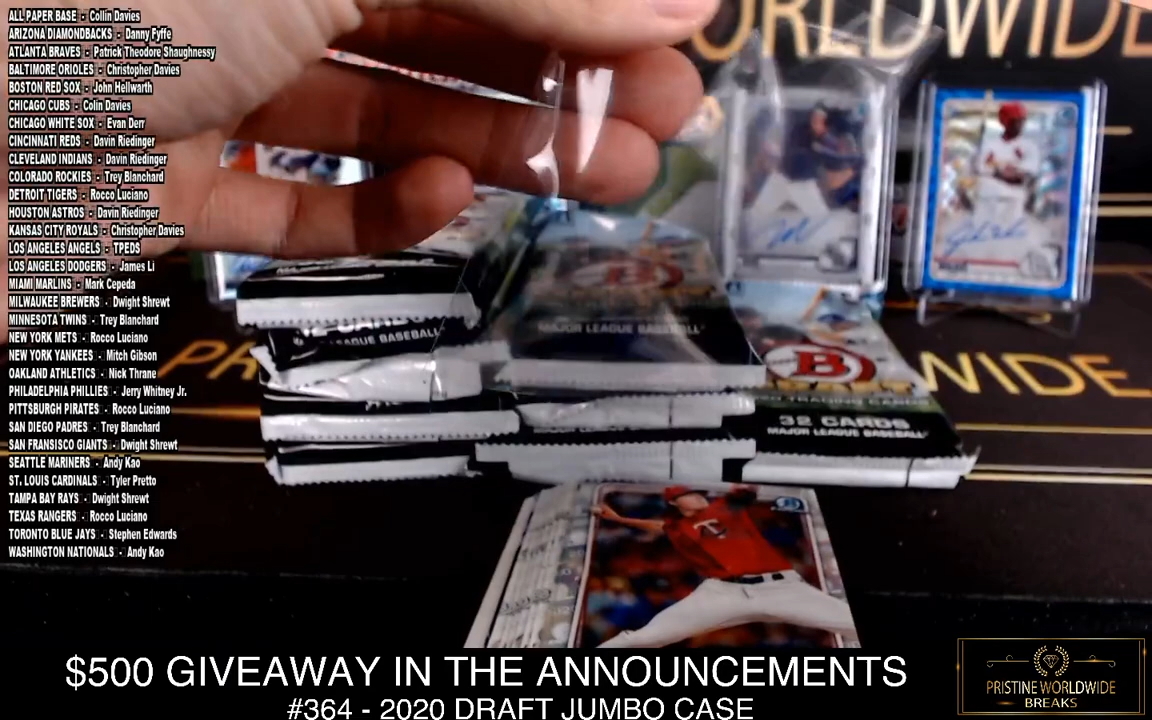 ALL PAPER BASE - Collin Davies
ARIZONA DIAMONDBACKS - Danny Fyffe
ATLANTA BRAVES - Patrick Theodore Shaughnessy
BALTIMORE ORIOLES - Christopher Davies
BOSTON RED SOX - John Hellwarth
CHICAGO CUBS - Colin Davies
CHICAGO WHITE SOX - Evan Derr
CINCINNATI REDS - Davin Riedinger
CLEVELAND INDIANS - Davin Riedinger
COLORADO ROCKIES - Trey Blanchard
DETROIT TIGERS - Rocco Luciano
HOUSTON ASTROS - Davin Riedinger
KANSAS CITY ROYALS - Christopher Davies
LOS ANGELES ANGELS - TPEDS
LOS ANGELES DODGERS - James Li
MIAMI MARLINS - Mark Cepeda
MILWAUKEE BREWERS - Dwight Shrewt
MINNESOTA TWINS - Trey Blanchard
NEW YORK METS - Rocco Luciano
NEW YORK YANKEES - Mitch Gibson
OAKLAND ATHLETICS - Nick Thrane
PHILADELPHIA PHILLIES - Jerry Whitney Jr.
PITTSBURGH PIRATES - Rocco Luciano
SAN DIEGO PADRES - Trey Blanchard
SAN FRANSISCO GIANTS - Dwight Shrewt
SEATTLE MARINERS - Andy Kao
ST. LOUIS CARDINALS - Tyler Pretto
TAMPA BAY RAYS - Dwight Shrewt
TEXAS RANGERS - Rocco Luciano
TORONTO BLUE JAYS - Stephen Edwards
WASHINGTON NATIONALS - Andy Kao
ORLDWIDE
PR
WIDE
LEAGUE BASEBALL
B
MAJOR LEAGUE BASEBALL
B
TRADING CARDS
32 CARDS
MAJOR LEAGUE BASEBALL
T
$500 GIVEAWAY IN THE ANNOUNCEMENTS
#364 - 2020 DRAFT JUMBO CASE
PRISTINE WORLDWIDE
BREAKS